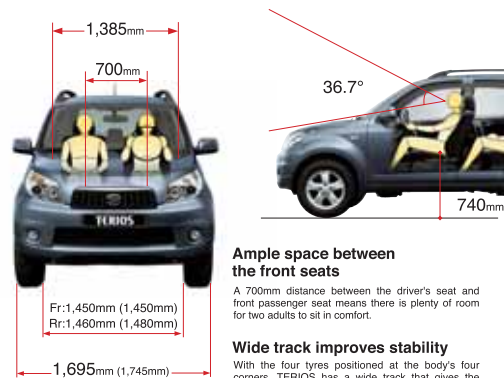 1,385mm
700mm
36.7°
TERIOS
740mm
Fr:1,450mm (1,450mm)
Rr:1,460mm (1,480mm)
1,695mm (1,745mm)
Ample space between
the front seats
A 700mm distance between the driver's seat and
front passenger seat means there is plenty of room
for two adults to sit in comfort.
Wide track improves stability
With the four tyres positioned at the body's four
corners, TERIOS has a wide track that gives the